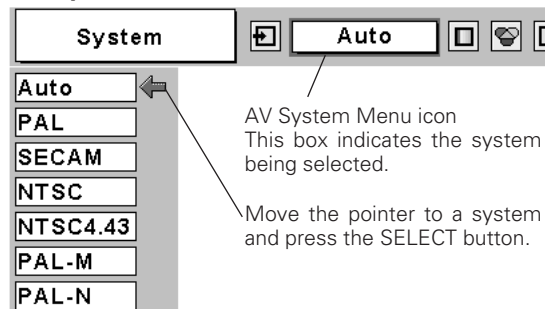 System
Auto
Auto
PAL
SECAM
NTSC
NTSC4.43
PAL-M
PAL-N
AV System Menu icon
This box indicates the system
being selected.
Move the pointer to a system
and press the SELECT button.